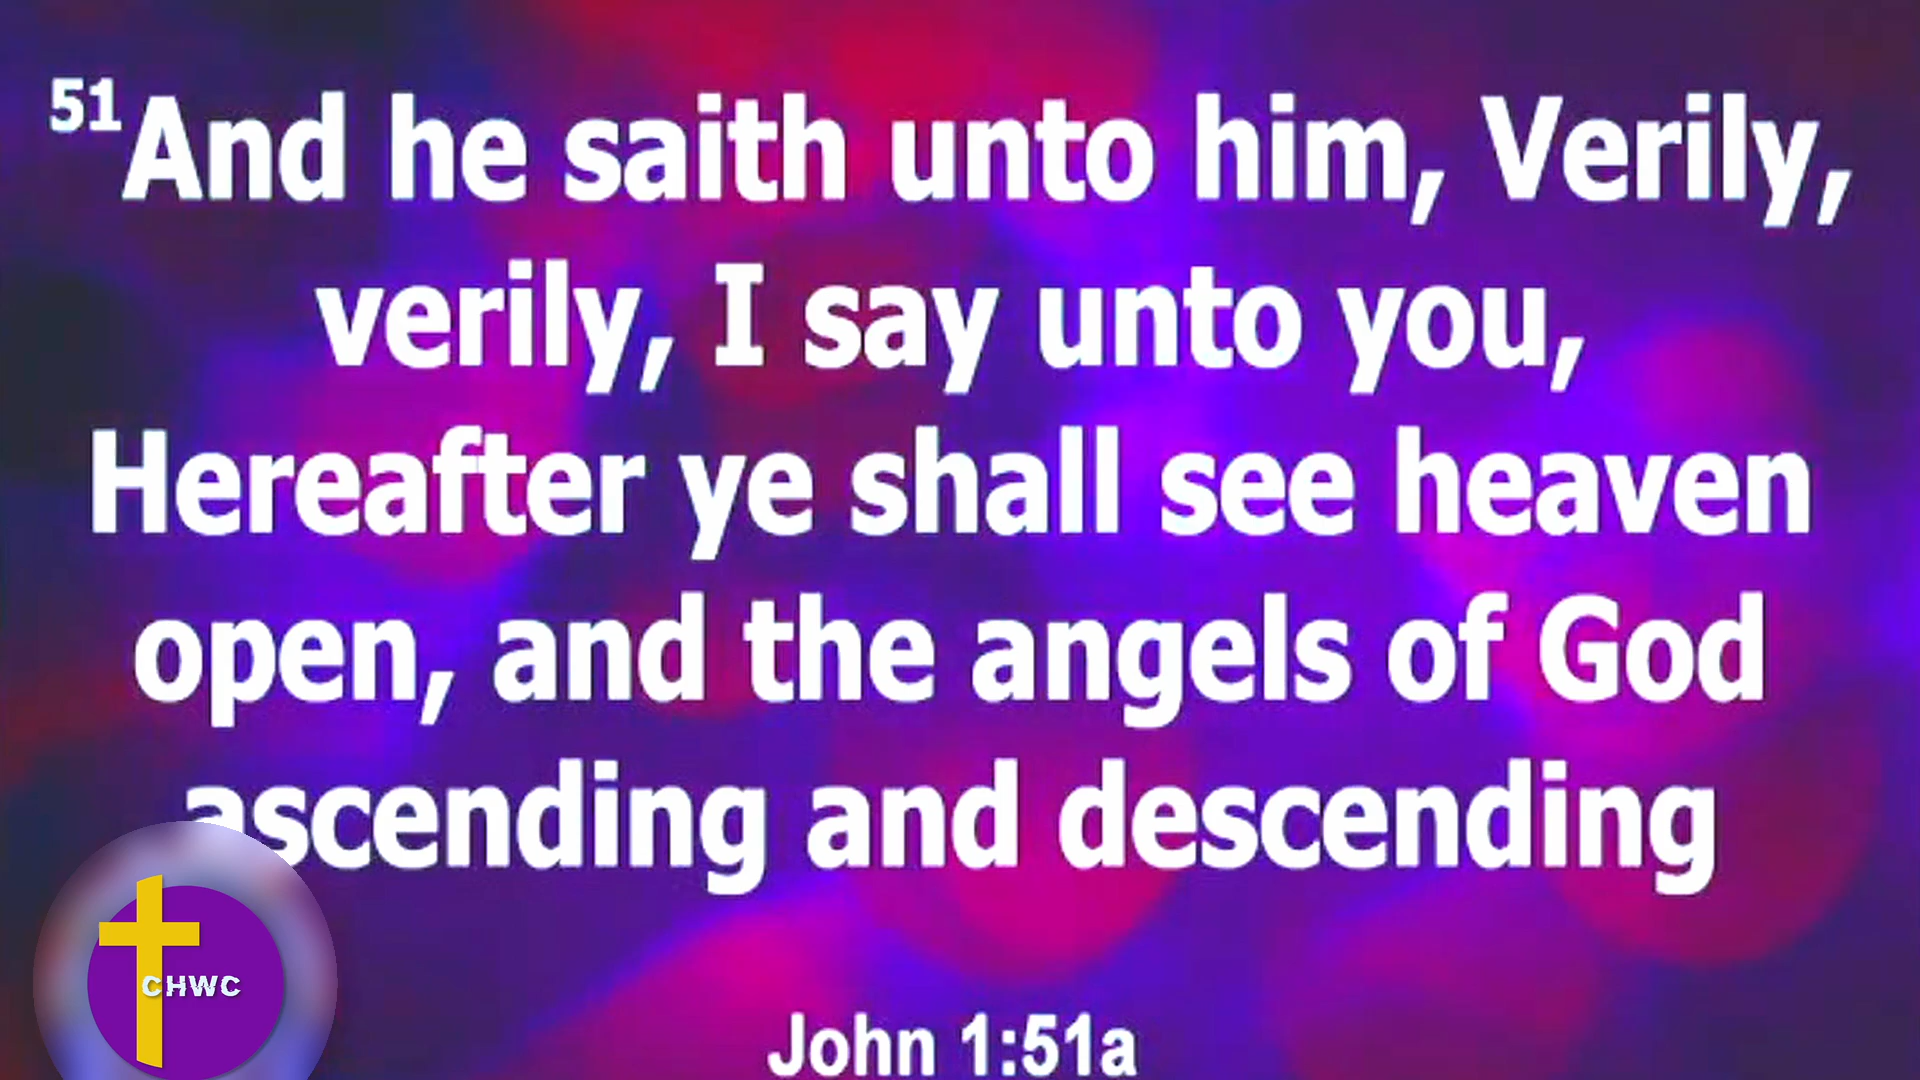 51And he saith unto him, Verily,
verily, I say unto you,
Hereafter ye shall see heaven
open, and the angels of God
ascending and descending
CHWC
John 1:51a